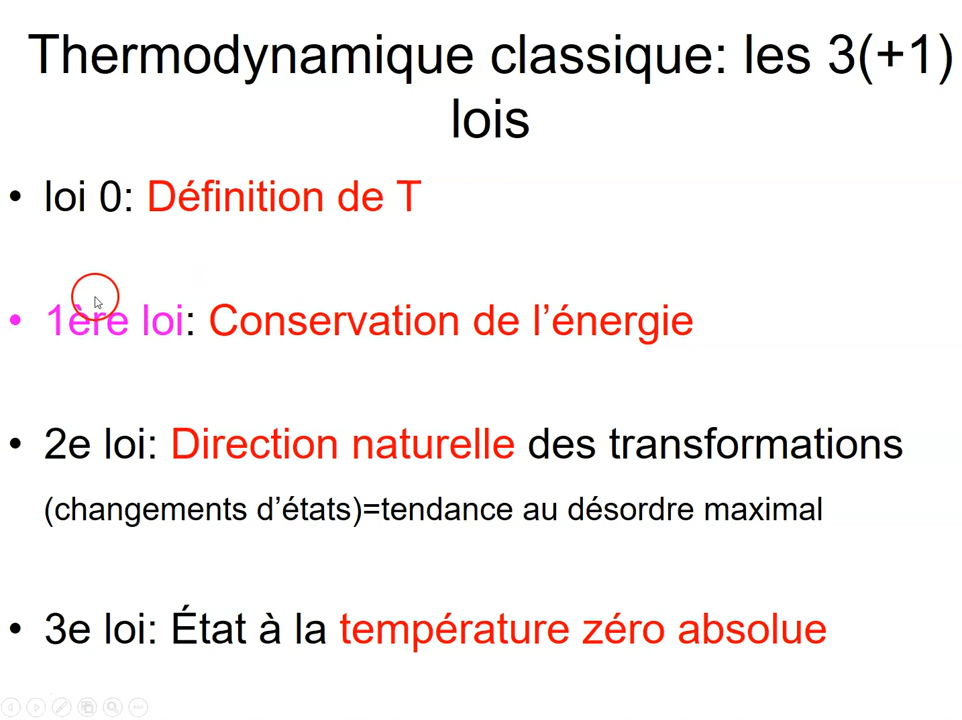 Thermodynamique classique: les 3(+1)
lois
• loi 0: Définition de T
• 1ère loi: Conservation de l’énergie
• 2e loi: Direction naturelle des transformations
(changements d’états)=tendance au désordre maximal
• 3e loi: État à la température zéro absolue